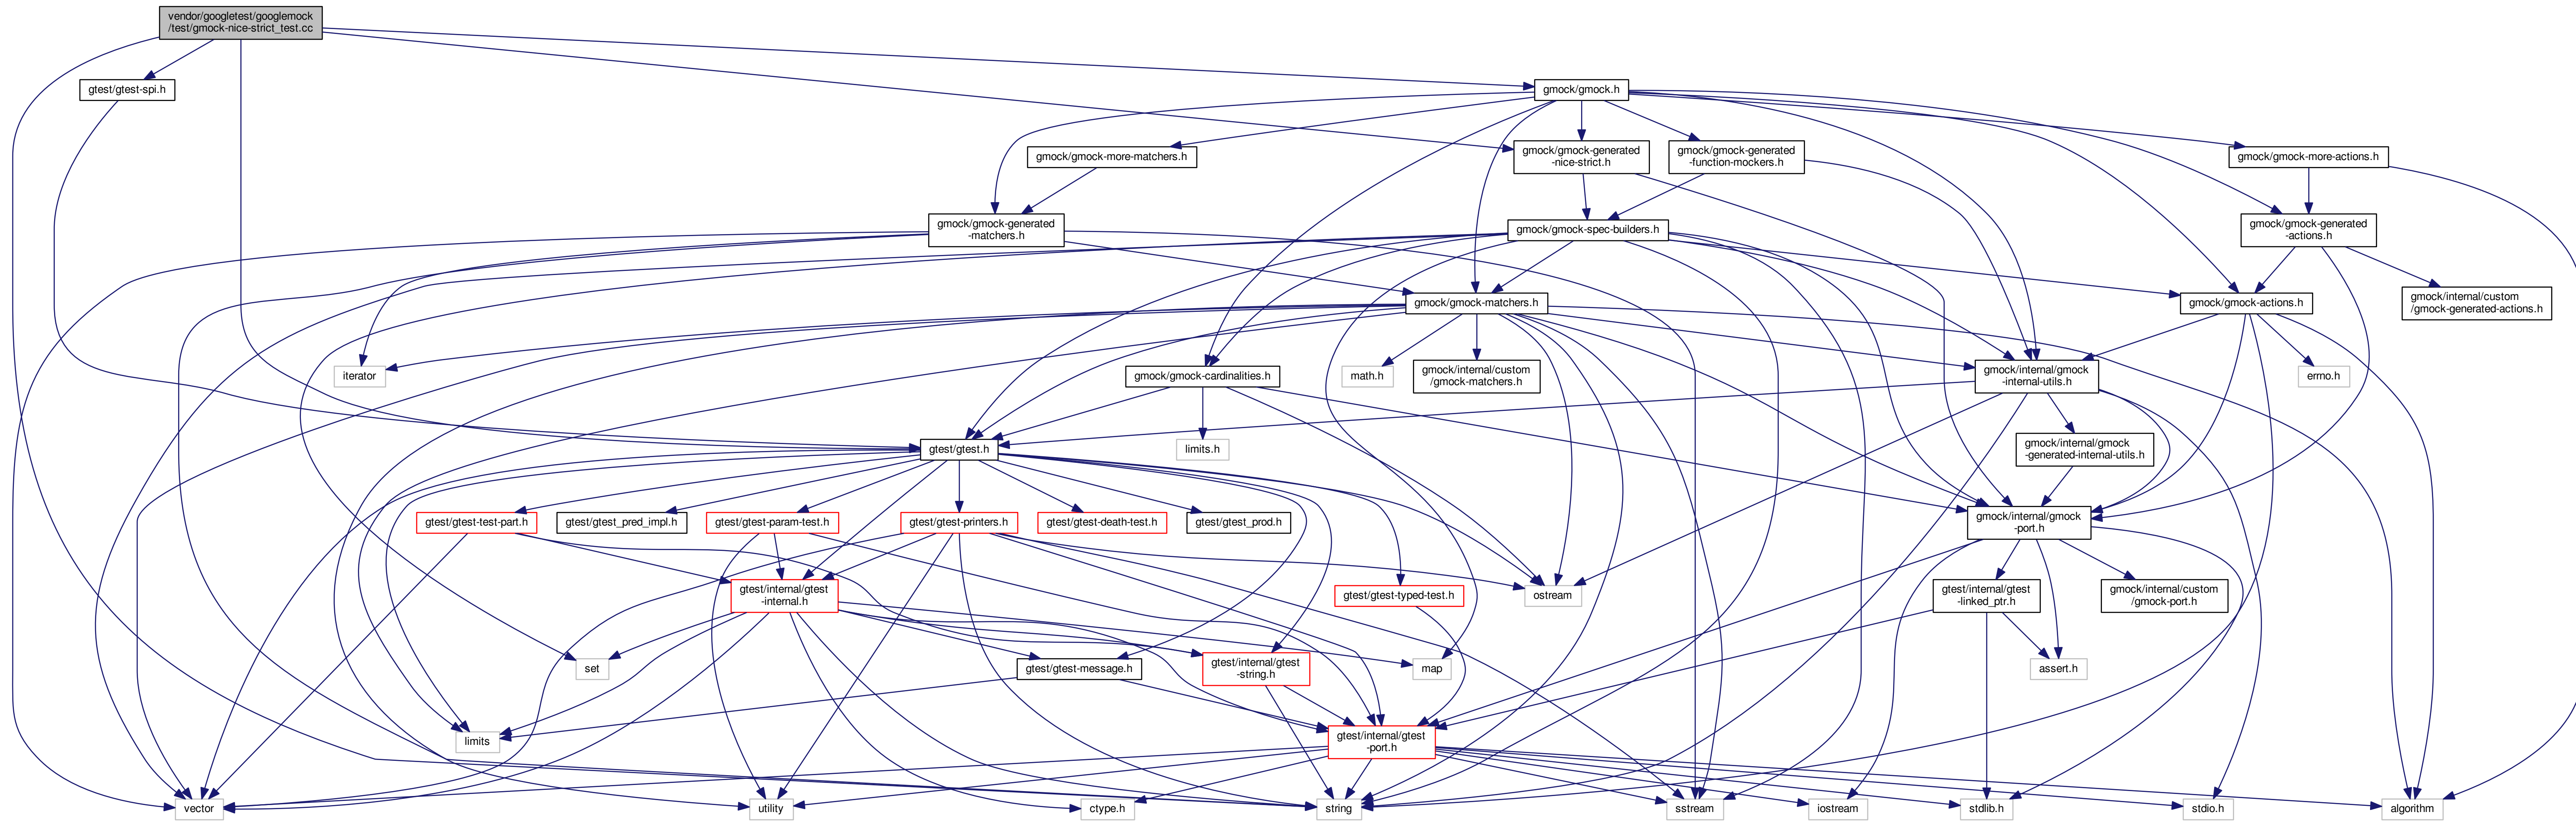 vendor/googletest/googlemock
/test/gmock-nice-strict_test.cc
gtest/gtest-spi.h
gmock/gmock.h
gmock/gmock-more-matchers.h
gmock/gmock-generated
-nice-strict.h
gmock/gmock-generated
-function-mockers.h
gmock/gmock-more-actions.h
gmock/gmock-generated
-matchers.h
gmock/gmock-spec-builders.h
gmock/gmock-generated
-actions.h
gmock/gmock-matchers.h
gmock/gmock-actions.h
gmock/internal/custom
/gmock-generated-actions.h
iterator
gmock/gmock-cardinalities.h
math.h
gmock/internal/custom
/gmock-matchers.h
gmock/internal/gmock
-internal-utils.h
errno.h
gtest/gtest.h
limits.h
gmock/internal/gmock
-generated-internal-utils.h
gtest/gtest-test-part.h
gtest/gtest_pred_impl.h
gtest/gtest-param-test.h
gtest/gtest-printers.h
gtest/gtest-death-test.h
gtest/gtest_prod.h
gmock/internal/gmock
-port.h
gtest/internal/gtest
-internal.h
gtest/gtest-typed-test.h
ostream
gtest/internal/gtest
-linked_ptr.h
gmock/internal/custom
/gmock-port.h
set
gtest/gtest-message.h
gtest/internal/gtest
-string.h
map
assert.h
limits
gtest/internal/gtest
-port.h
vector
utility
ctype.h
string
sstream
iostream
stdlib.h
stdio.h
algorithm